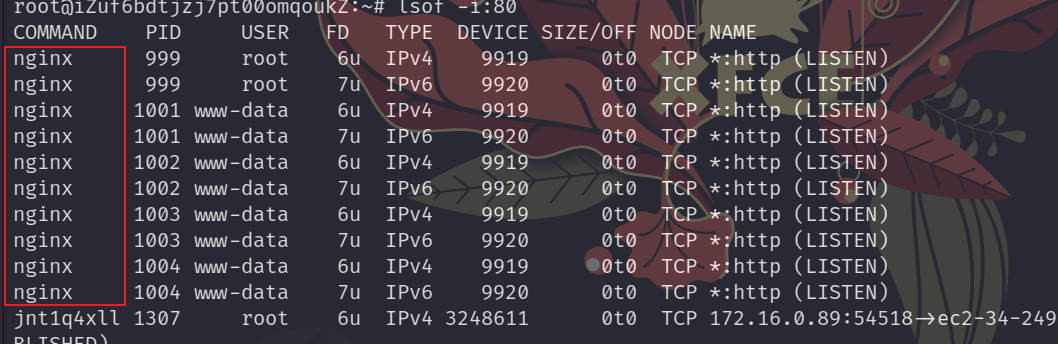 root@iZuf6bdtjzj7pt00omqoukZ:~# lsof -i:80
COMMAND PID USER FD TYPE DEVICE SIZE/OFF NODE NAME
nginx 999 root 6u IPv4 9919 0t0 TCP *:http (LISTEN)
nginx 999 root 7u IPv6 9920 0t0 TCP *:http (LISTEN)
nginx 1001 www-data 6u IPv4 9919 0t0 TCP *:http (LISTEN)
nginx 1001 www-data 7u IPv6 9920 0t0 TCP *:http (LISTEN)
nginx 1002 www-data 6u IPv4 9919 0t0 TCP *:http (LISTEN)
nginx 1002 www-data 7u IPv6 9920 0t0 TCP *:http (LISTEN)
nginx 1003 www-data 6u IPv4 9919 0t0 TCP *:http (LISTEN)
nginx 1003 www-data 7u IPv6 9920 0t0 TCP *:http (LISTEN)
nginx 1004 www-data 6u IPv4 9919 0t0 TCP *:http (LISTEN)
nginx 1004 www-data 7u IPv6 9920 0t0 TCP *:http (LISTEN)
jnt1q4xll 1307 root 6u IPv4 3248611 0t0 TCP 172.16.0.89:54518->ec2-34-249
BLISHED)